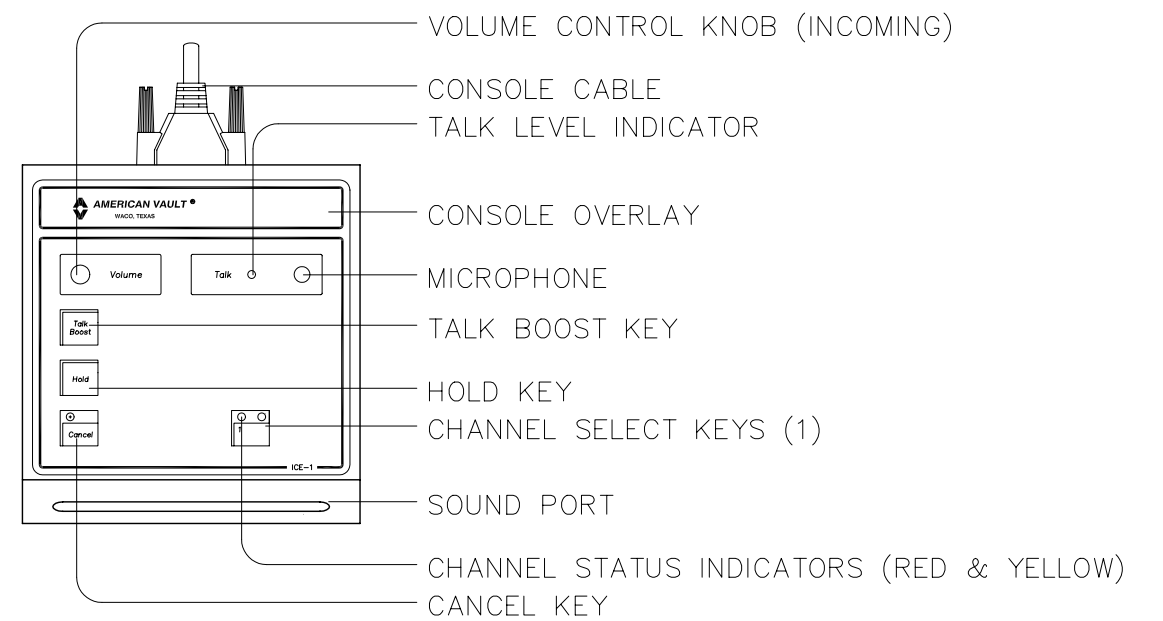 VOLUME CONTROL KNOB (INCOMING)
CONSOLE CABLE
TALK LEVEL INDICATOR
AMERICAN VAULT ®
WACO, TEXAS
CONSOLE OVERLAY
Volume
Talk
MICROPHONE
Talk
Boost
TALK BOOST KEY
Hold
HOLD KEY
Cancel
1
CHANNEL SELECT KEYS (1)
ICE-1
SOUND PORT
CHANNEL STATUS INDICATORS (RED & YELLOW)
CANCEL KEY